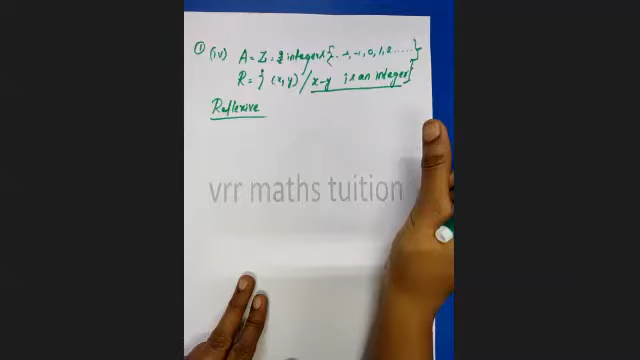 ① (iv) A = Z = { integers { .. -2, -1, 0, 1, 2 ..... }
R = { (x, y) / x-y is an integer }
Reflexive
vrr maths tuition